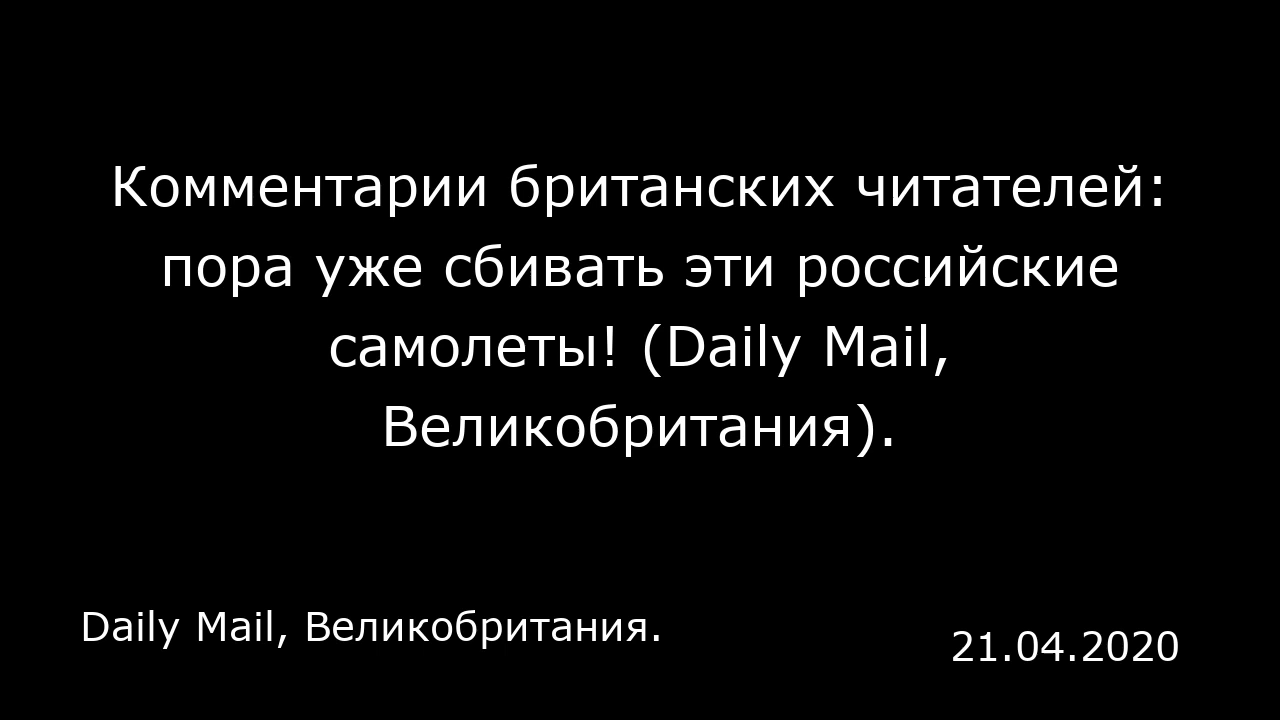 Комментарии британских читателей:
пора уже сбивать эти российские
самолеты! (Daily Mail,
Великобритания).
Daily Mail, Великобритания.
21.04.2020